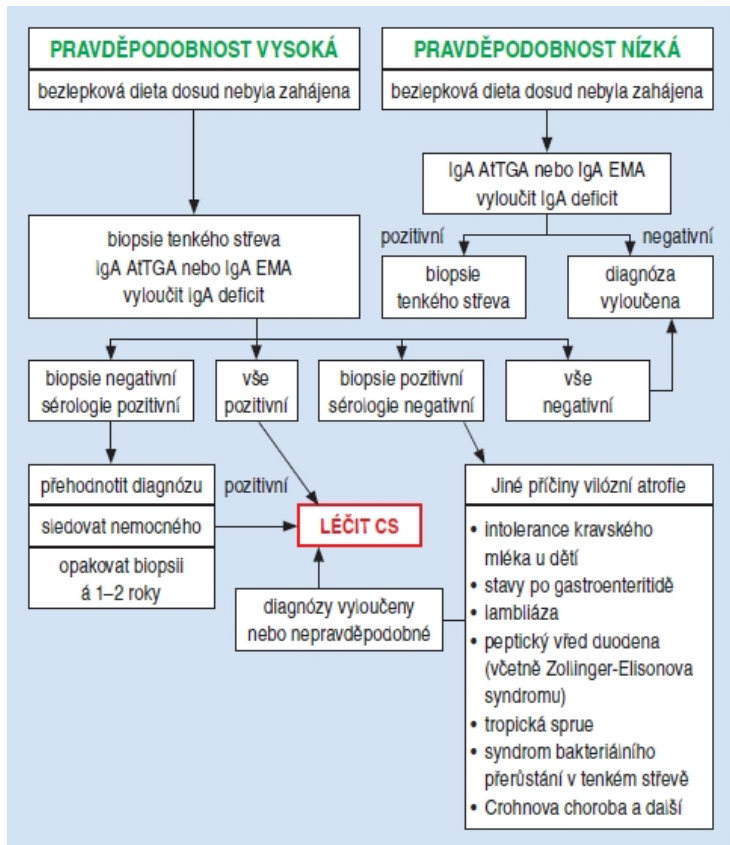 PRAVDĚPODOBNOST VYSOKÁ
bezlepková dieta dosud nebyla zahájena
PRAVDĚPODOBNOST NÍZKÁ
bezlepková dieta dosud nebyla zahájena
IgA AtTGA nebo IgA EMA
vyloučit IgA deficit
biopsie tenkého střeva
IgA AtTGA nebo IgA EMA
vyloučit IgA deficit
pozitivní
negativní
biopsie
tenkého střeva
diagnóza
vyloučena
biopsie negativní
sérologie pozitivní
vše
pozitivní
biopsie pozitivní
sérologie negativní
vše
negativní
přehodnotit diagnózu
sledovat nemocného
opakovat biopsii
á 1–2 roky
pozitivní
LÉČIT CS
diagnózy vyloučeny
nebo nepravděpodobné
Jiné příčiny vilózní atrofie
• intolerance kravského
mléka u dětí
• stavy po gastroenteritidě
• lambliáza
• peptický vřed duodena
(včetně Zollinger-Elisonova
syndromu)
• tropická sprue
• syndrom bakteriálního
přerůstání v tenkém střevě
• Crohnova choroba a další